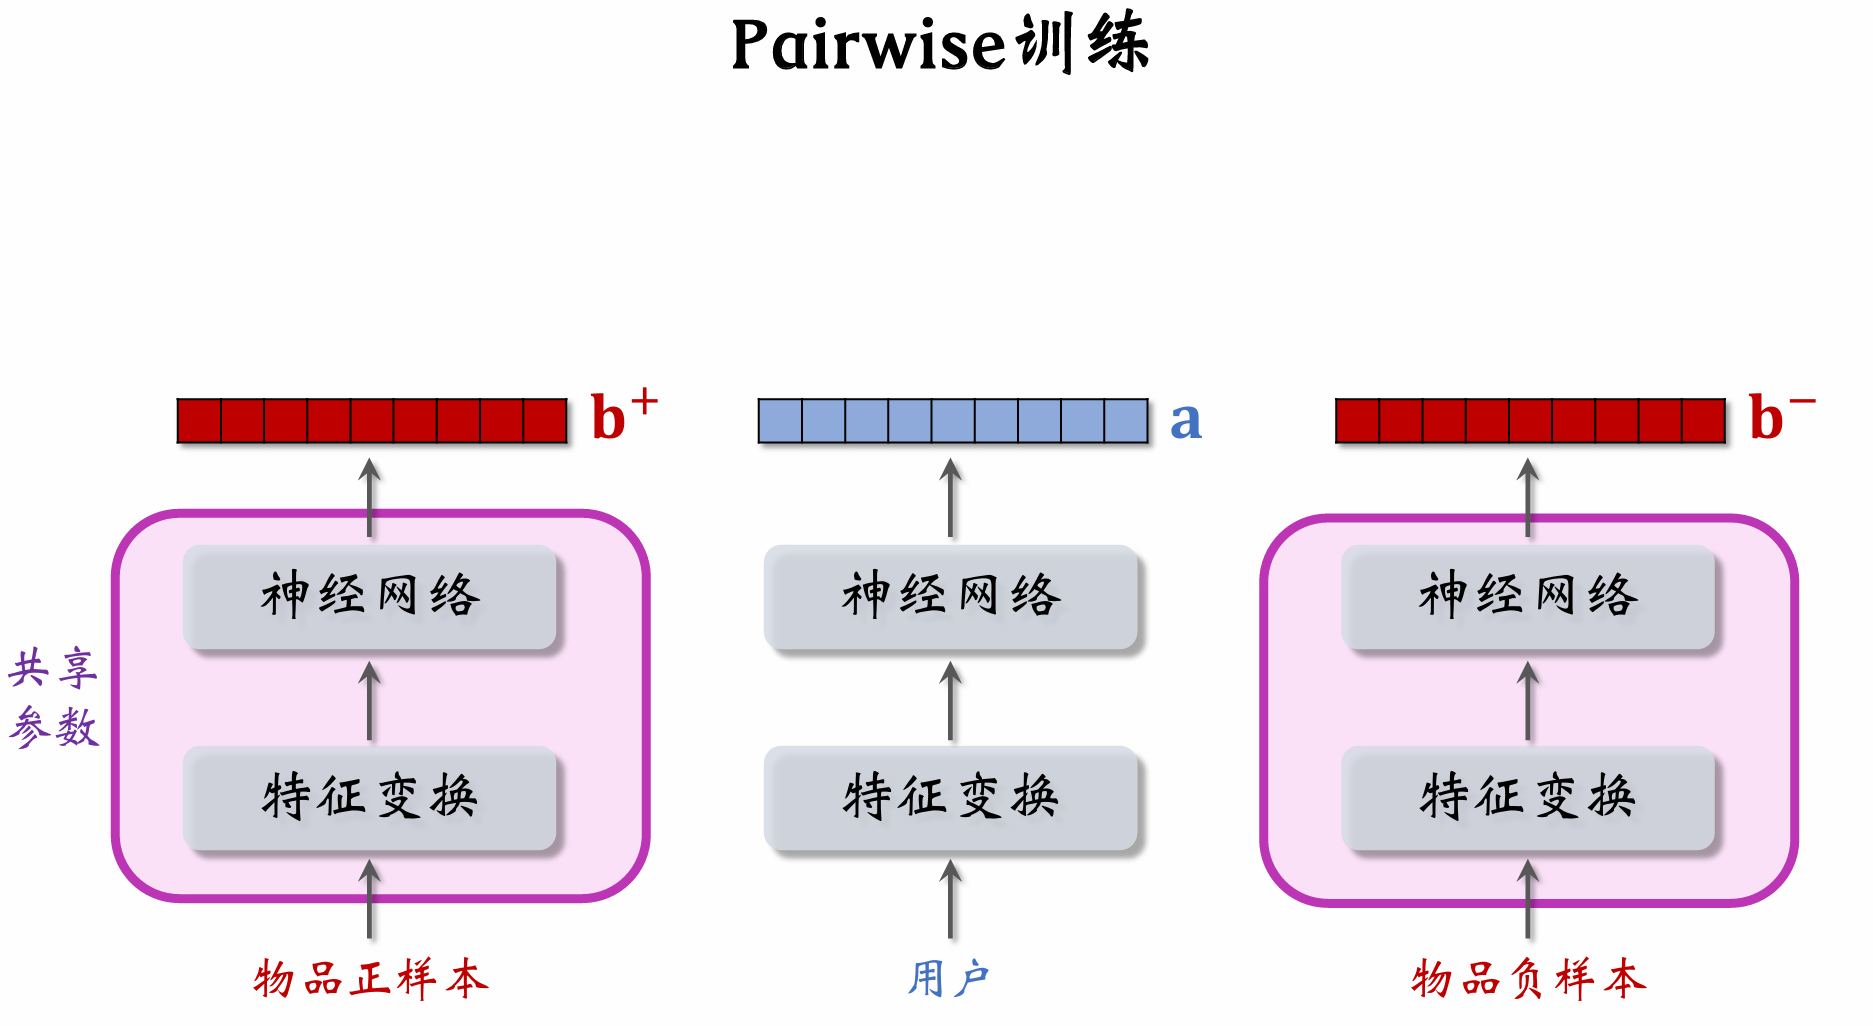 Pairwise训练
b⁺
a
b⁻
神经网络
神经网络
神经网络
共享
参数
特征变换
特征变换
特征变换
物品正样本
用户
物品负样本